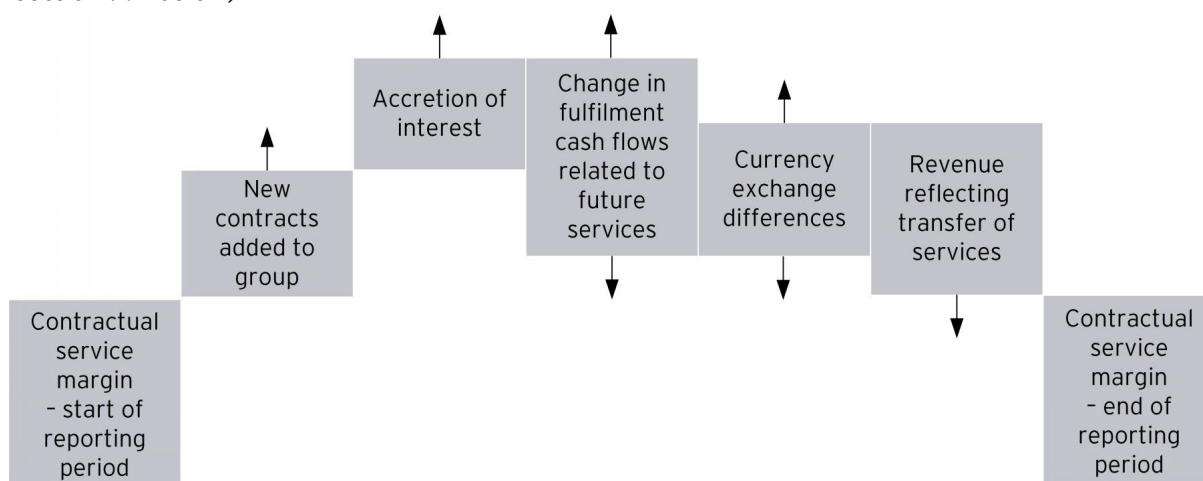 Contractual
service
margin
– start of
reporting
period
New
contracts
added to
group
Accretion of
interest
Change in
fulfilment
cash flows
related to
future
services
Currency
exchange
differences
Revenue
reflecting
transfer of
services
Contractual
service
margin
– end of
reporting
period